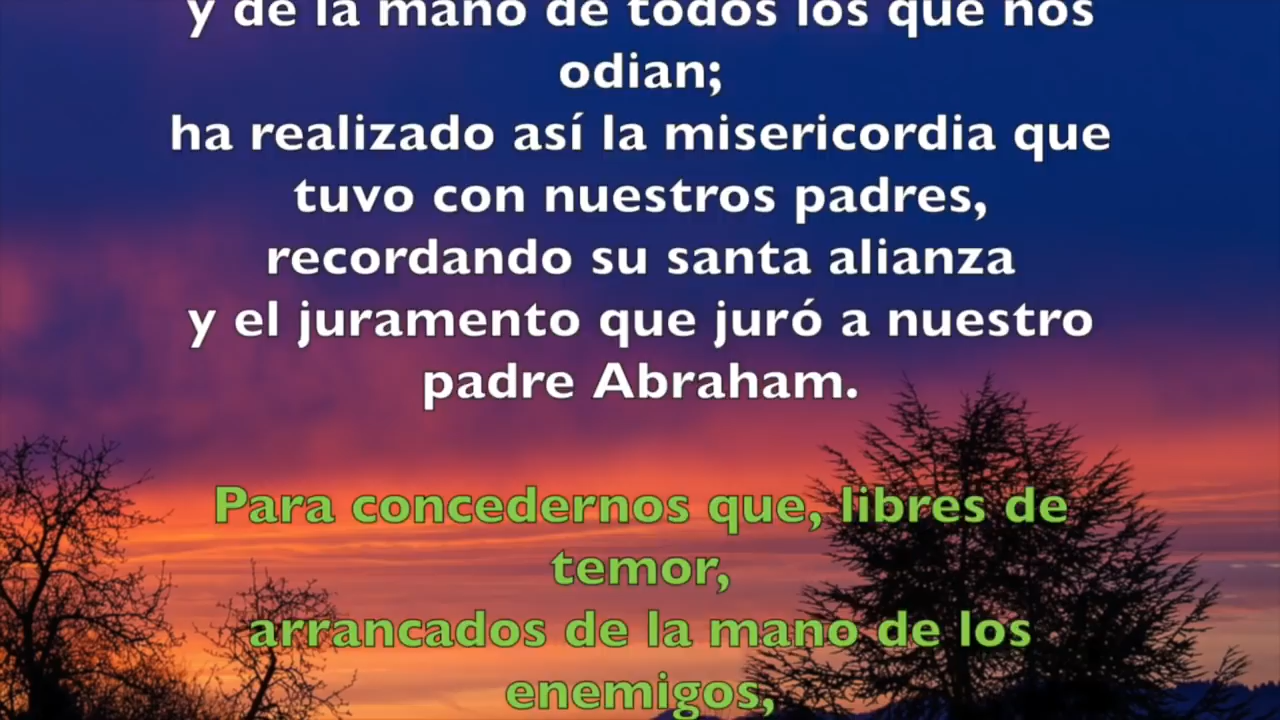 y de la mano de todos los que nos
odian;
ha realizado así la misericordia que
tuvo con nuestros padres,
recordando su santa alianza
y el juramento que juró a nuestro
padre Abraham.
Para concedernos que, libres de
temor,
arrancados de la mano de los
enemigos,